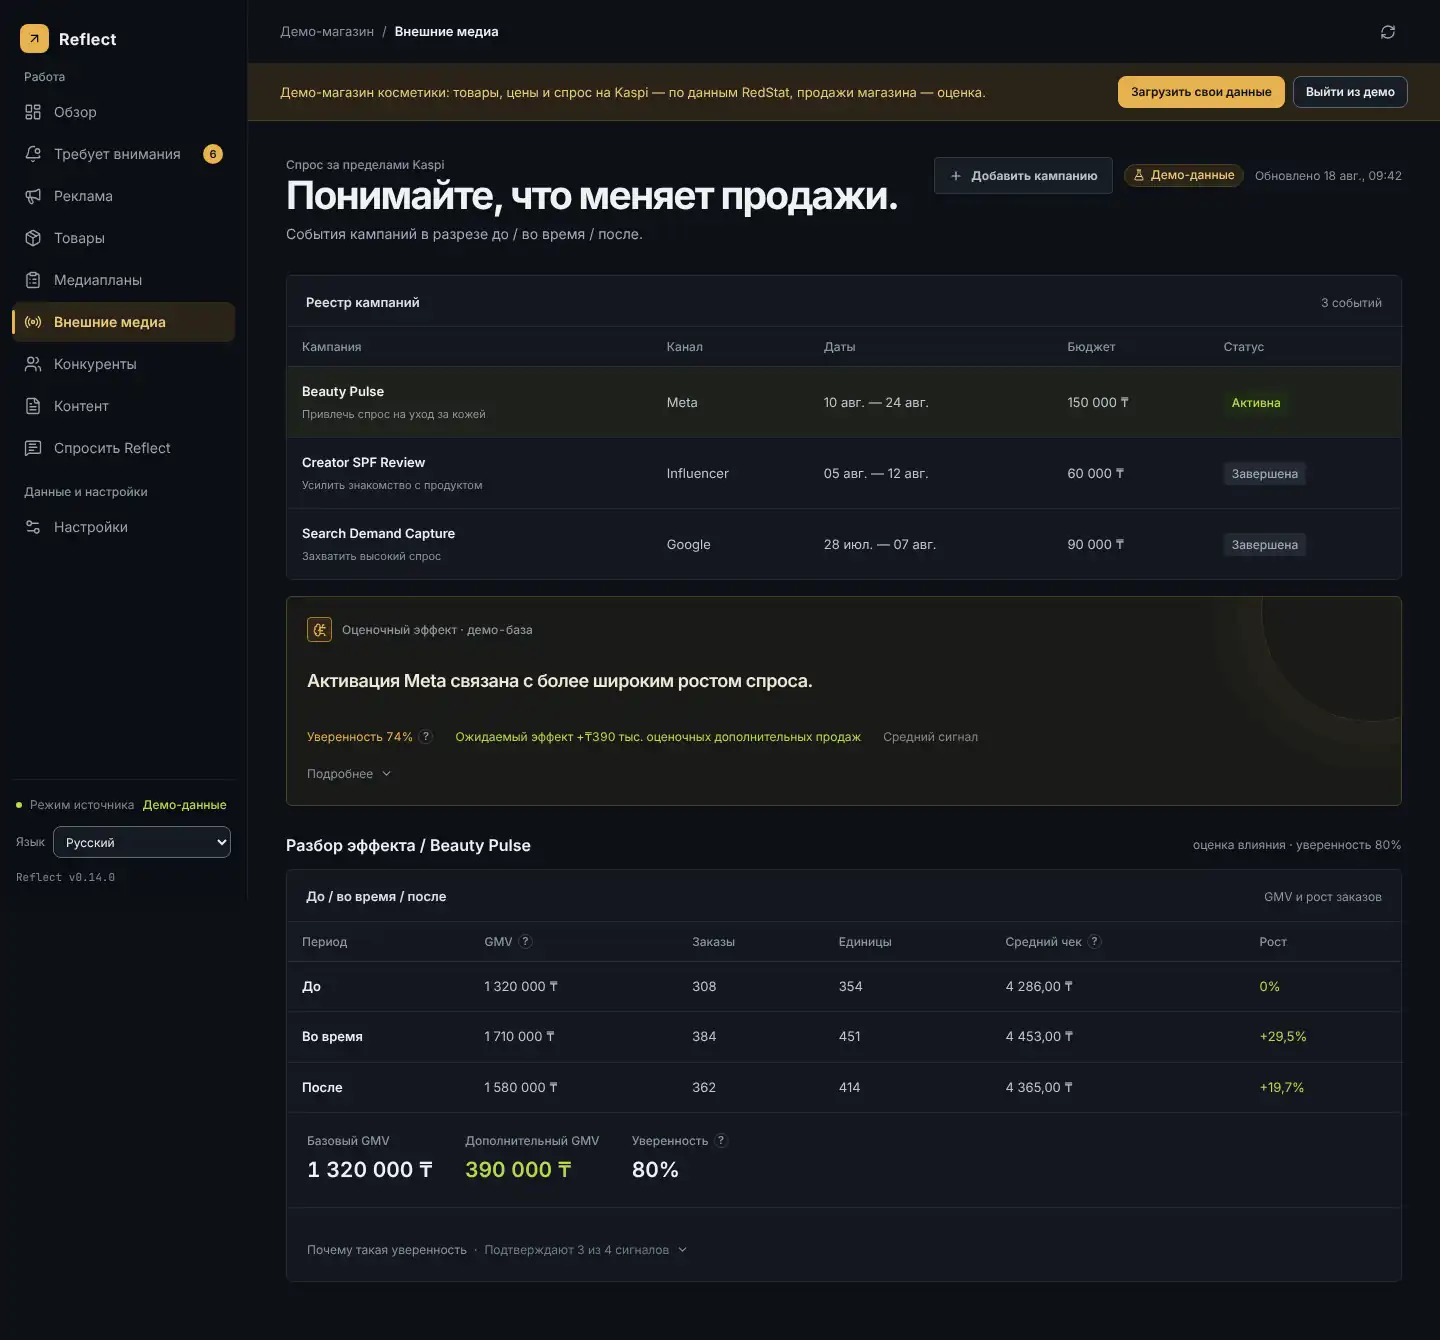 Reflect
Работа
Обзор
Требует внимания 6
Реклама
Товары
Медиапланы
Внешние медиа
Конкуренты
Контент
Спросить Reflect
Данные и настройки
Настройки
Режим источника Демо-данные
Язык Русский
Reflect v0.14.0
Демо-магазин / Внешние медиа
Демо-магазин косметики: товары, цены и спрос на Kaspi — по данным RedStat, продажи магазина — оценка.
Загрузить свои данные Выйти из демо
Спрос за пределами Kaspi
Понимайте, что меняет продажи.
События кампаний в разрезе до / во время / после.
+ Добавить кампанию Демо-данные Обновлено 18 авг., 09:42
Реестр кампаний 3 событий
Кампания Канал Даты Бюджет Статус
Beauty Pulse
Привлечь спрос на уход за кожей
Meta 10 авг. — 24 авг. 150 000 ₸ Активна
Creator SPF Review
Усилить знакомство с продуктом
Influencer 05 авг. — 12 авг. 60 000 ₸ Завершена
Search Demand Capture
Захватить высокий спрос
Google 28 июл. — 07 авг. 90 000 ₸ Завершена
Оценочный эффект · демо-база
Активация Meta связана с более широким ростом спроса.
Уверенность 74% ? Ожидаемый эффект +₸390 тыс. оценочных дополнительных продаж Средний сигнал
Подробнее
Разбор эффекта / Beauty Pulse оценка влияния · уверенность 80%
До / во время / после GMV и рост заказов
Период GMV ? Заказы Единицы Средний чек ? Рост
До 1 320 000 ₸ 308 354 4 286,00 ₸ 0%
Во время 1 710 000 ₸ 384 451 4 453,00 ₸ +29,5%
После 1 580 000 ₸ 362 414 4 365,00 ₸ +19,7%
Базовый GMV Дополнительный GMV Уверенность ?
1 320 000 ₸ 390 000 ₸ 80%
Почему такая уверенность · Подтверждают 3 из 4 сигналов